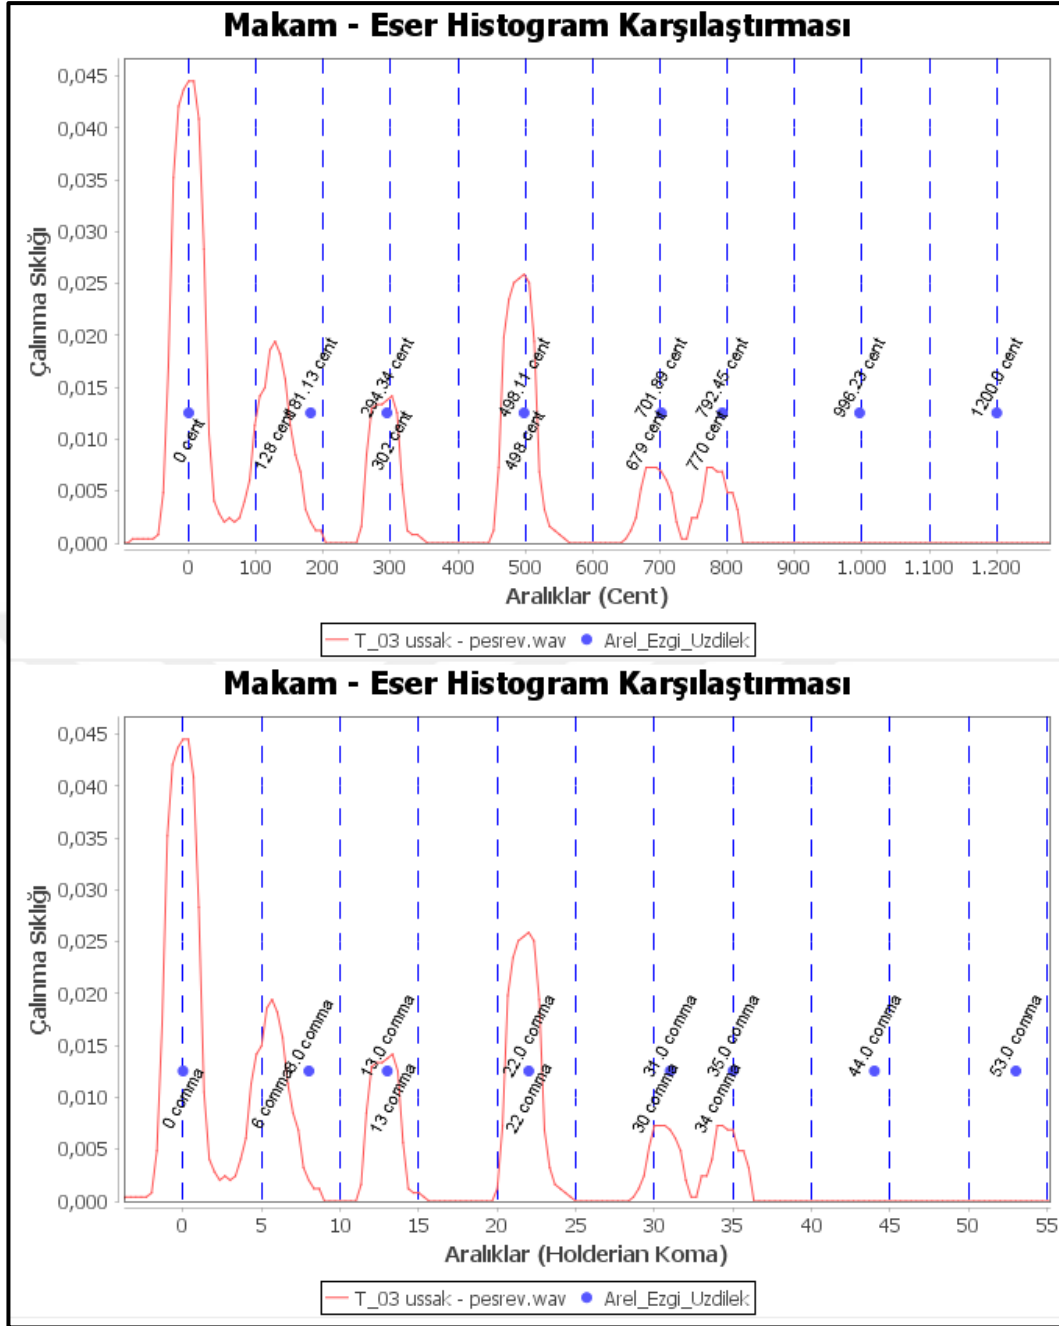 Makam - Eser Histogram Karşılaştırması
Çalınma Sıklığı
0,045
0,040
0,035
0,030
0,025
0,020
0,015
0,010
0,005
0,000
0 cent
128 cent
181.13 cent
294.34 cent
302 cent
498.11 cent
498 cent
701.89 cent
679 cent
792.45 cent
770 cent
996.23 cent
1200.0 cent
0 100 200 300 400 500 600 700 800 900 1.000 1.100 1.200
Aralıklar (Cent)
T_03 ussak - pesrev.wav Arel_Ezgi_Uzdilek
Makam - Eser Histogram Karşılaştırması
Çalınma Sıklığı
0,045
0,040
0,035
0,030
0,025
0,020
0,015
0,010
0,005
0,000
0 comma
6 comma
8.0 comma
13.0 comma
13 comma
22.0 comma
22 comma
31.0 comma
30 comma
35.0 comma
34 comma
44.0 comma
53.0 comma
0 5 10 15 20 25 30 35 40 45 50 55
Aralıklar (Holderian Koma)
T_03 ussak - pesrev.wav Arel_Ezgi_Uzdilek